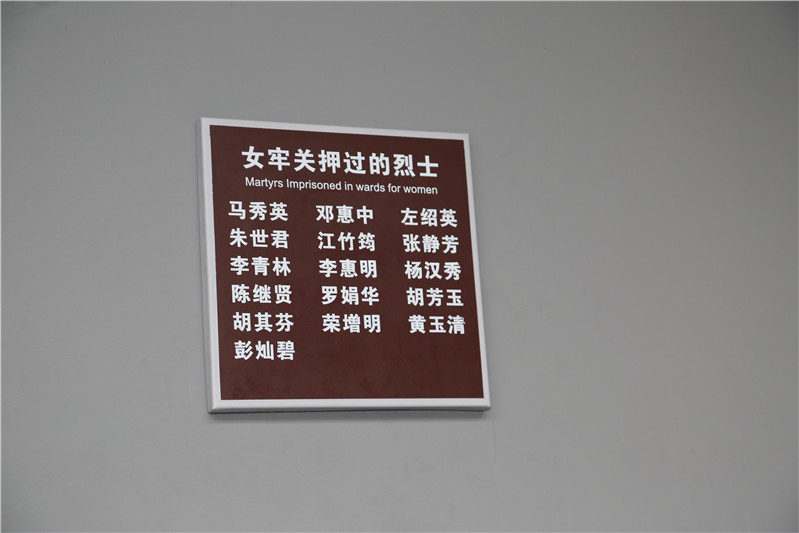 女牢关押过的烈士
Martyrs Imprisoned in wards for women
马秀英 邓惠中 左绍英
朱世君 江竹筠 张静芳
李青林 李惠明 杨汉秀
陈继贤 罗娟华 胡芳玉
胡其芬 荣增明 黄玉清
彭灿碧